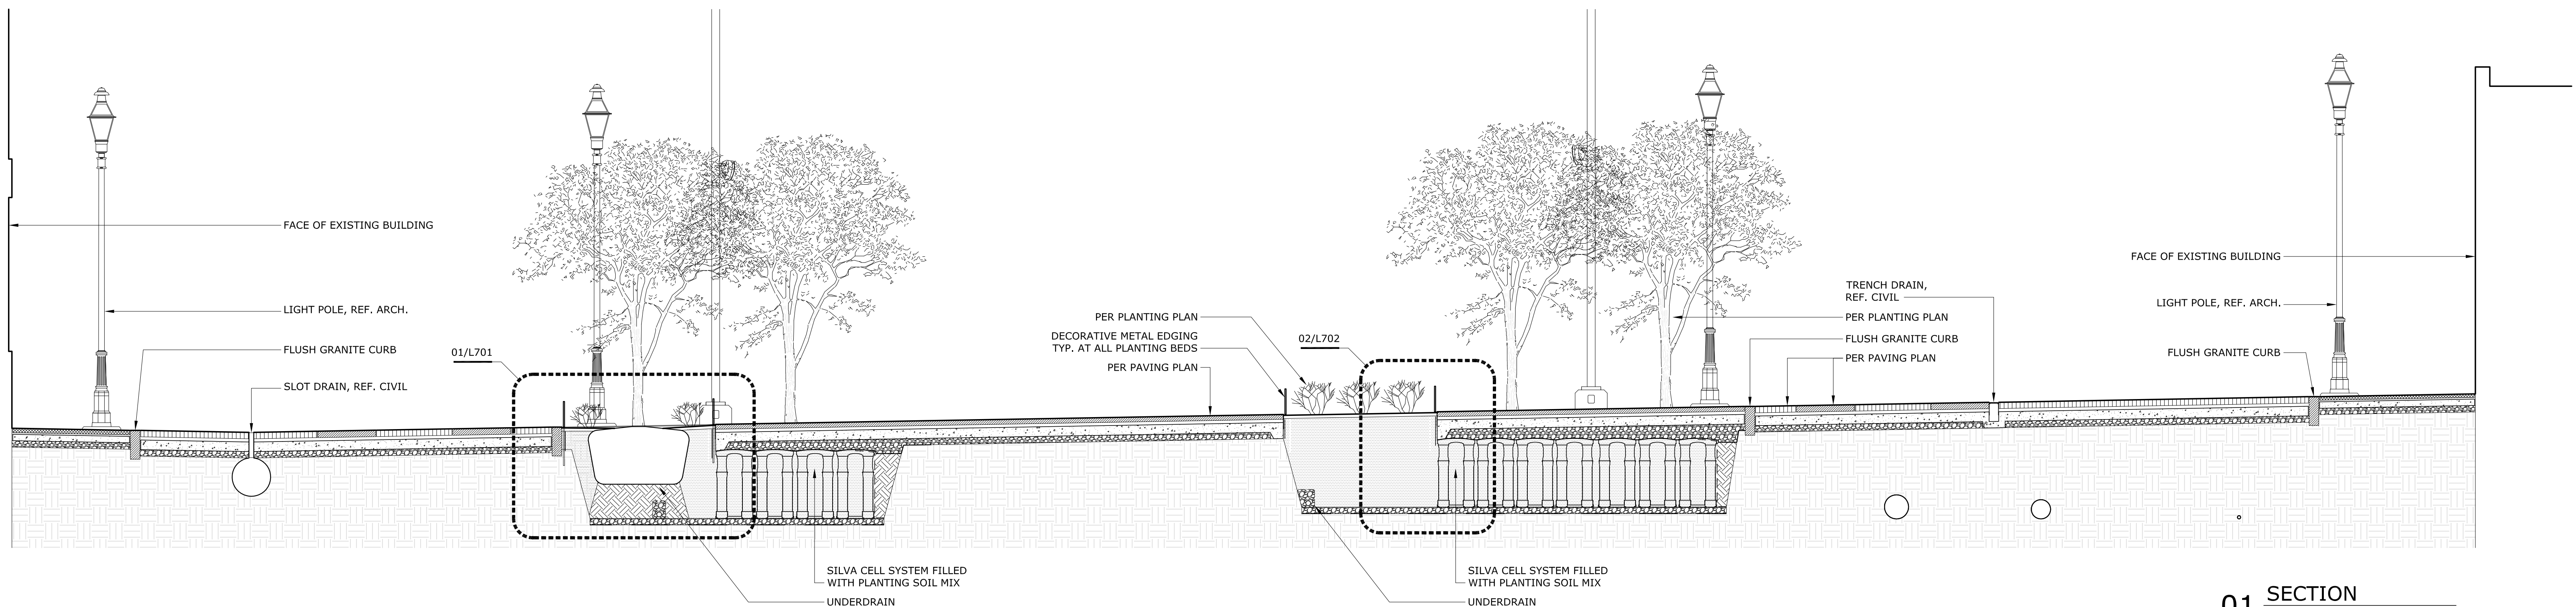 FACE OF EXISTING BUILDING
LIGHT POLE, REF. ARCH.
FLUSH GRANITE CURB
SLOT DRAIN, REF. CIVIL
01/L701
SILVA CELL SYSTEM FILLED
WITH PLANTING SOIL MIX
UNDERDRAIN
PER PLANTING PLAN
DECORATIVE METAL EDGING
TYP. AT ALL PLANTING BEDS
PER PAVING PLAN
02/L702
SILVA CELL SYSTEM FILLED
WITH PLANTING SOIL MIX
UNDERDRAIN
TRENCH DRAIN,
REF. CIVIL
PER PLANTING PLAN
FLUSH GRANITE CURB
PER PAVING PLAN
FACE OF EXISTING BUILDING
LIGHT POLE, REF. ARCH.
FLUSH GRANITE CURB
01 SECTION